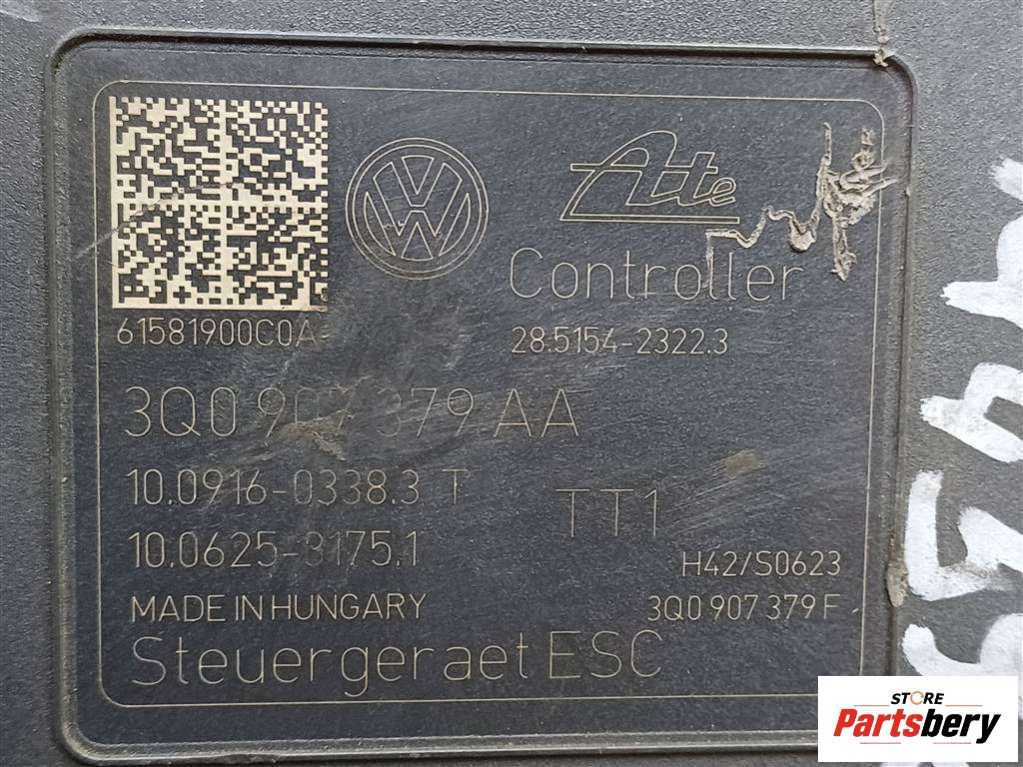 Ate
Controller
61581900C0A
28.5154-2322.3
3Q0 907 379 AA
10.0916-0338.3 T
TT1
10.0625-3175.1
H42/S0623
MADE IN HUNGARY
3Q0 907 379 F
Steuergeraet ESC
STORE
Partsbery